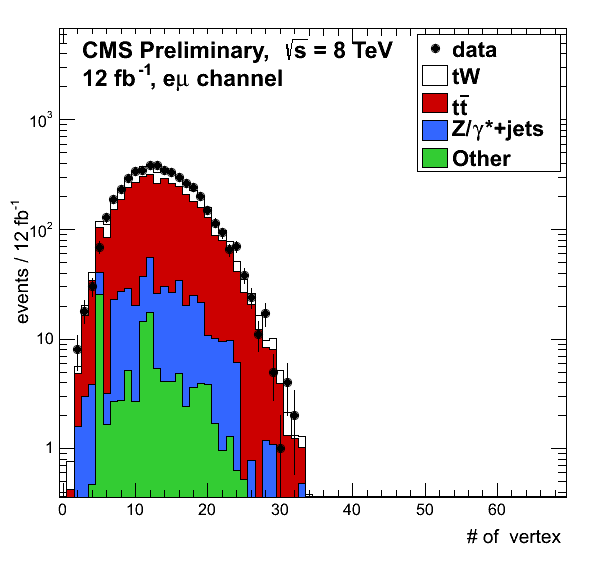 CMS Preliminary, √s = 8 TeV
12 fb⁻¹, eμ channel
data
tW
tt̄
Z/γ*+jets
Other
events / 12 fb⁻¹
10³
10²
10
1
0 10 20 30 40 50 60
# of vertex